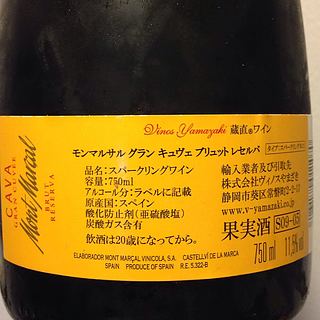 CAVA
GRAN CUVÉE
Mont Marçal
BRUT
RESERVA
Vinos Yamazaki 蔵直®ワイン
モンマルサル グラン キュヴェ ブリュット レセルバ
品名:スパークリングワイン
容量:750ml
アルコール分:ラベルに記載
原産国:スペイン
酸化防止剤(亜硫酸塩)
炭酸ガス含有
飲酒は20歳になってから。
輸入業者及び引取先
株式会社ヴィノスやまざき
静岡市葵区常磐町2-2-13
www.v-yamazaki.co.jp
果実酒 S09-05
750ml 11,5%
ELABORADOR MONT MARÇAL VINICOLA, S.A. CASTELLVÍ DE LA MARCA
SPAIN PRODUCE OF SPAIN R.E. 5.322-B